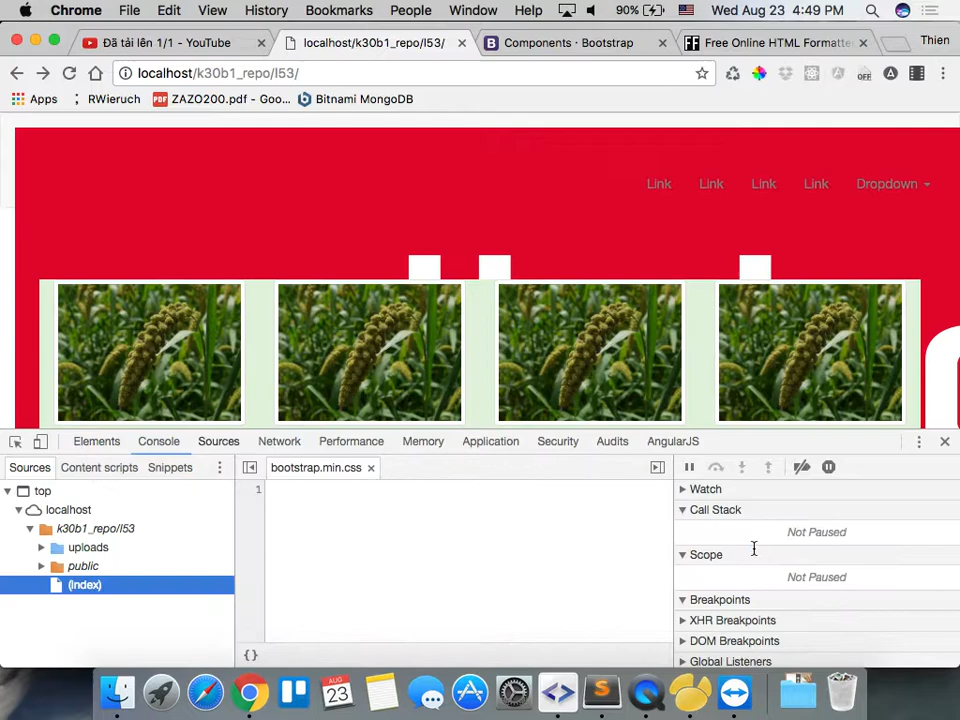 Chrome File Edit View History Bookmarks People Window Help 90% Wed Aug 23 4:49 PM
Đã tải lên 1/1 - YouTube localhost/k30b1_repo/l53/ Components · Bootstrap Free Online HTML Formatte Thien
localhost/k30b1_repo/l53/ OFF
Apps RWieruch PDF ZAZO200.pdf - Goo... Bitnami MongoDB
Link Link Link Link Dropdown
Elements Console Sources Network Performance Memory Application Security Audits AngularJS
Sources Content scripts Snippets bootstrap.min.css
top 1 Watch
localhost Call Stack
k30b1_repo/l53 Not Paused
uploads Scope
public Not Paused
(index) Breakpoints
XHR Breakpoints
DOM Breakpoints
{} Global Listeners
AUG
23